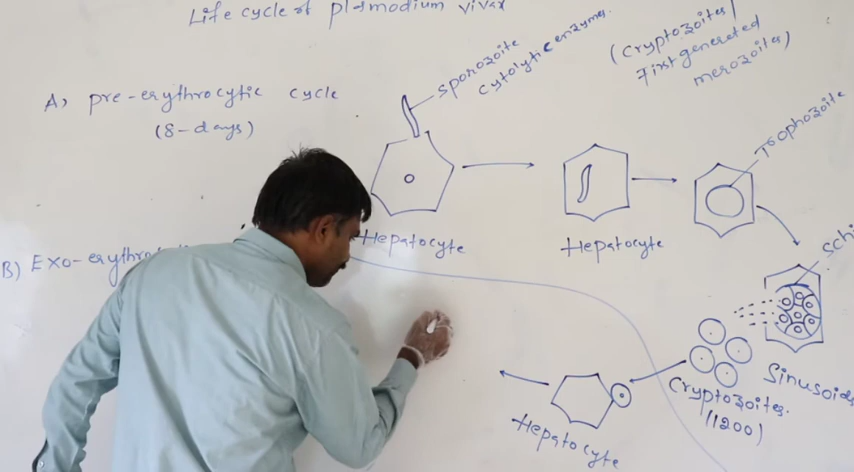 Life cycle of plasmodium vivax
A) pre-erythrocytic cycle
(8-days)
sporozoite
cytolytic enzymes.
(Cryptozoites/
First generated
merozoites)
Trophozoite
Hepatocyte
Hepatocyte
B) Exo-erythro
schi
Sinusoids
Cryptozoites.
(1200)
Hepatocyte